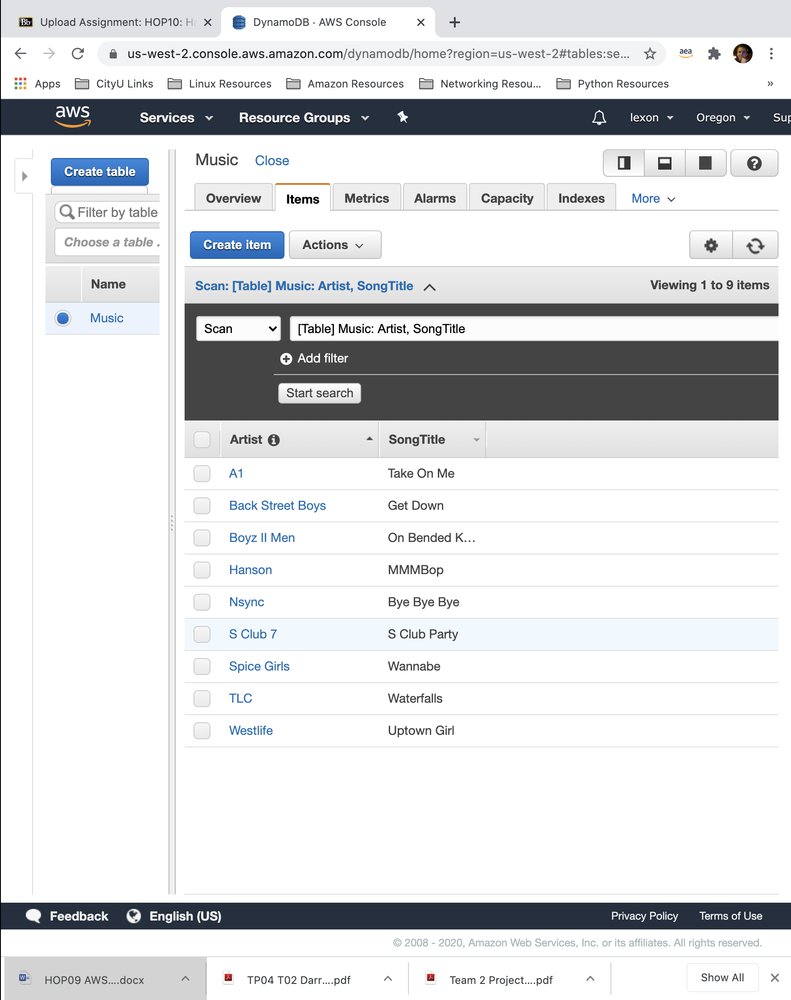 Upload Assignment: HOP10: Ha
DynamoDB · AWS Console
us-west-2.console.aws.amazon.com/dynamodb/home?region=us-west-2#tables:se...
aea
Apps CityU Links Linux Resources Amazon Resources Networking Resou... Python Resources »
aws Services Resource Groups lexon Oregon Sup
Create table
Filter by table
Choose a table .
Name
Music
Music Close
Overview Items Metrics Alarms Capacity Indexes More
Create item Actions
Scan: [Table] Music: Artist, SongTitle Viewing 1 to 9 items
Scan [Table] Music: Artist, SongTitle
Add filter
Start search
Artist SongTitle
A1 Take On Me
Back Street Boys Get Down
Boyz II Men On Bended K...
Hanson MMMBop
Nsync Bye Bye Bye
S Club 7 S Club Party
Spice Girls Wannabe
TLC Waterfalls
Westlife Uptown Girl
Feedback English (US) Privacy Policy Terms of Use
© 2008 - 2020, Amazon Web Services, Inc. or its affiliates. All rights reserved.
HOP09 AWS....docx TP04 T02 Darr....pdf Team 2 Project....pdf Show All